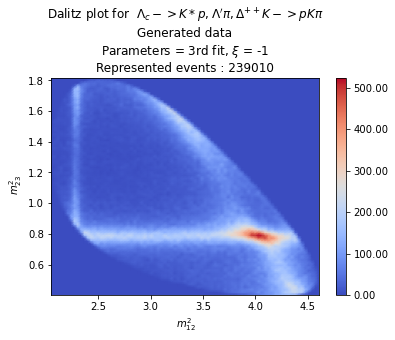 Dalitz plot for Λ_c −> K * p, Λ′π, Δ⁺⁺K − > pKπ
Generated data
Parameters = 3rd fit, ξ = -1
Represented events : 239010
1.8
1.6
1.4
1.2
1.0
0.8
0.6
m²₂₃
2.5 3.0 3.5 4.0 4.5
m²₁₂
500.00
400.00
300.00
200.00
100.00
0.00